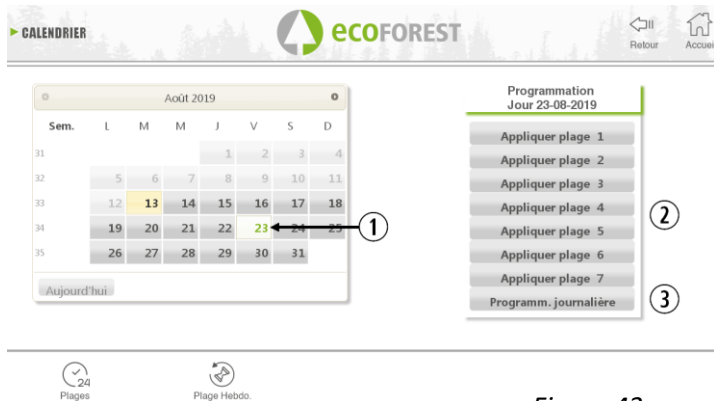 CALENDRIER
ecoFOREST
Retour
Accueil
Août 2019
Sem. L M M J V S D
31 1 2 3 4
32 5 6 7 8 9 10 11
33 12 13 14 15 16 17 18
34 19 20 21 22 23 24 25
35 26 27 28 29 30 31
Aujourd'hui
1
Programmation
Jour 23-08-2019
Appliquer plage 1
Appliquer plage 2
Appliquer plage 3
Appliquer plage 4
Appliquer plage 5
Appliquer plage 6
Appliquer plage 7
Programm. journalière
2
3
24
Plages
Plage Hebdo.